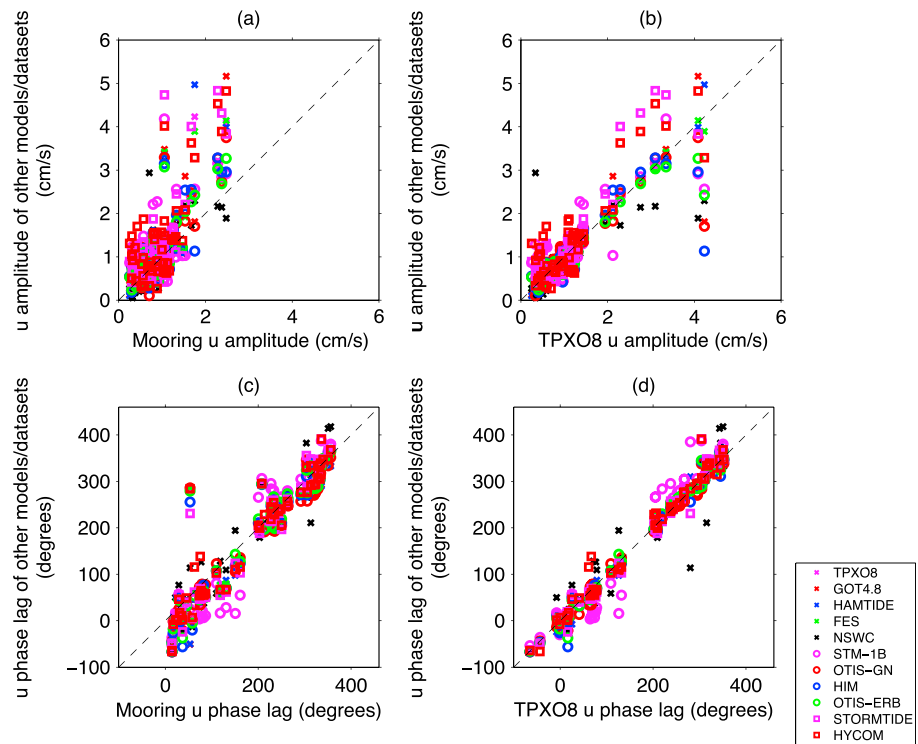 (a)
u amplitude of other models/datasets
(cm/s)
6
5
4
3
2
1
0
0
2
4
6
Mooring u amplitude (cm/s)
(b)
u amplitude of other models/datasets
(cm/s)
6
5
4
3
2
1
0
0
2
4
6
TPXO8 u amplitude (cm/s)
(c)
u phase lag of other models/datasets
(degrees)
400
300
200
100
0
−100
0
200
400
Mooring u phase lag (degrees)
(d)
u phase lag of other models/datasets
(degrees)
400
300
200
100
0
−100
0
200
400
TPXO8 u phase lag (degrees)
TPXO8
GOT4.8
HAMTIDE
FES
NSWC
STM−1B
OTIS−GN
HIM
OTIS−ERB
STORMTIDE
HYCOM